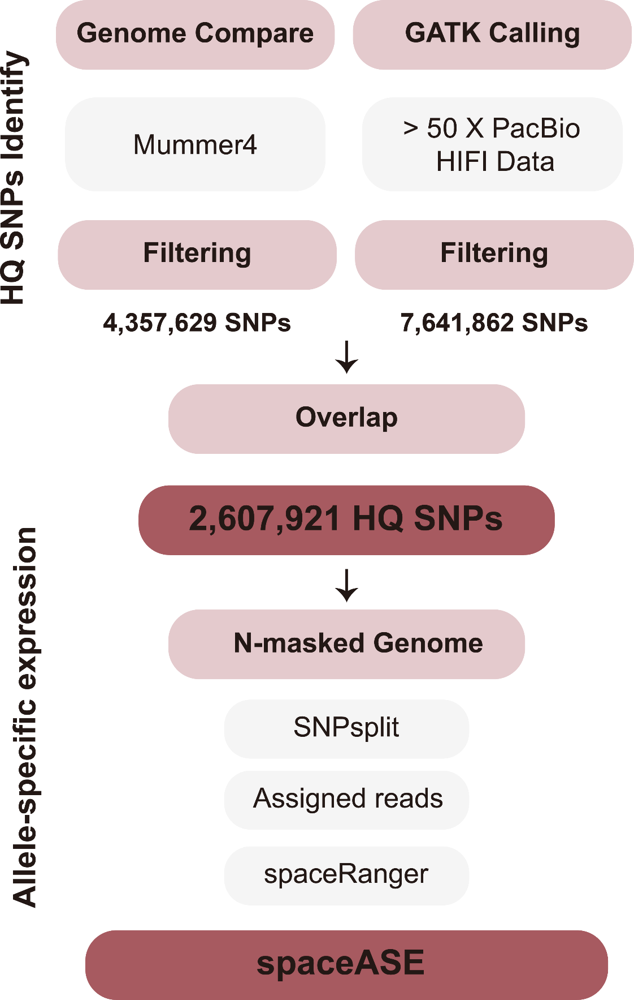 HQ SNPs Identify
Genome Compare
GATK Calling
Mummer4
> 50 X PacBio
HIFI Data
Filtering
Filtering
4,357,629 SNPs
7,641,862 SNPs
Overlap
2,607,921 HQ SNPs
Allele-specific expression
N-masked Genome
SNPsplit
Assigned reads
spaceRanger
spaceASE